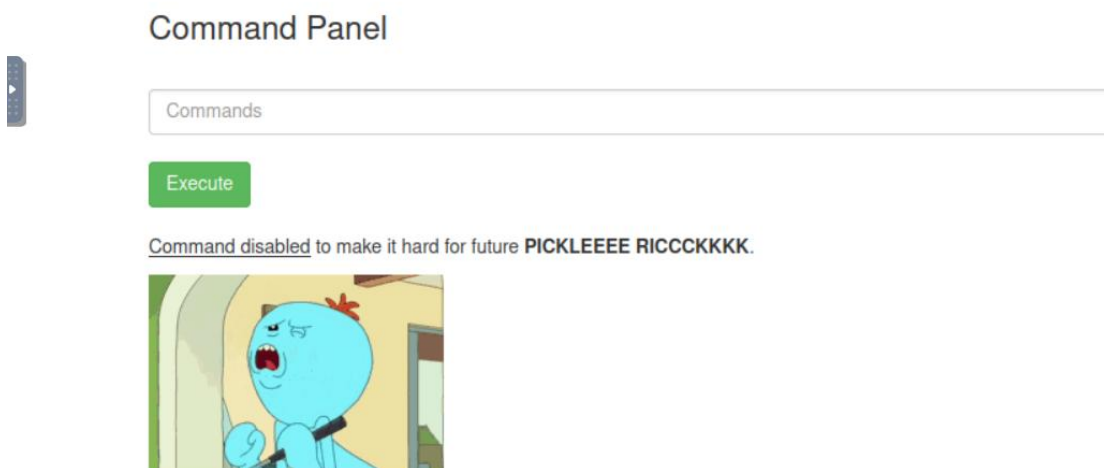 Command Panel
Commands
Execute
Command disabled to make it hard for future PICKLEEEE RICCCKKKK.